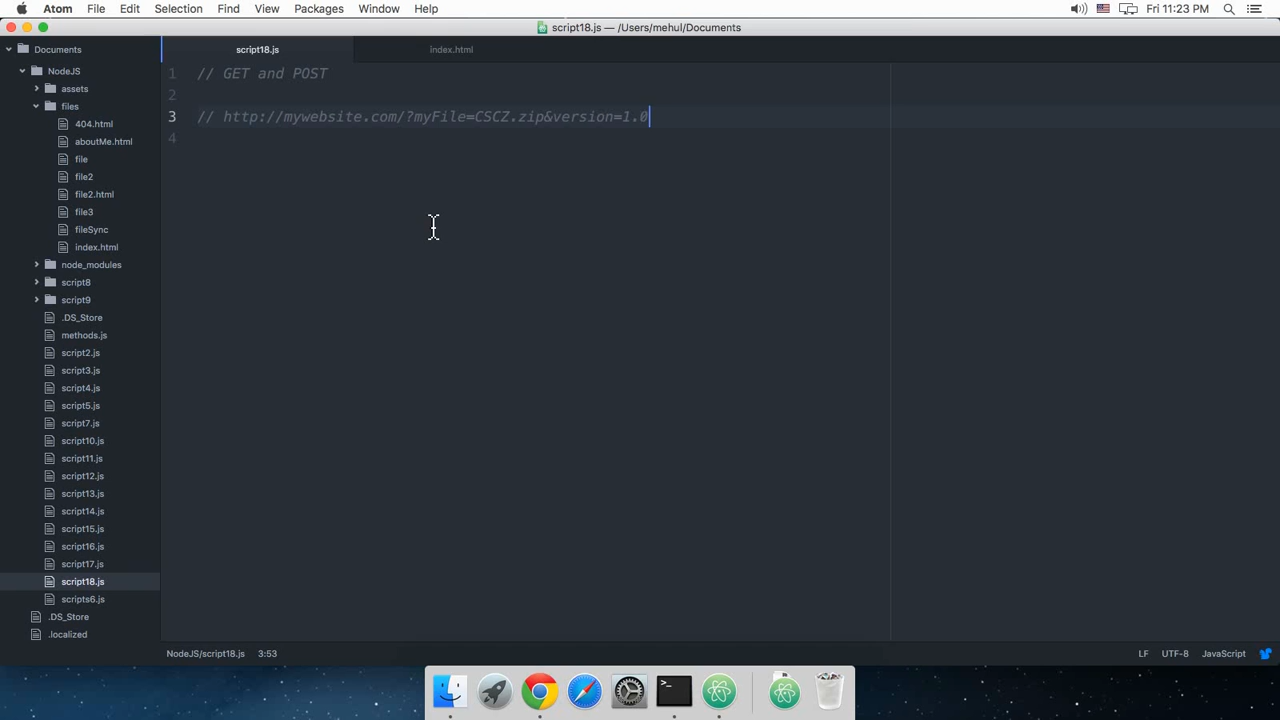 Atom File Edit Selection Find View Packages Window Help Fri 11:23 PM
script18.js — /Users/mehul/Documents
Documents
NodeJS
assets
files
404.html
aboutMe.html
file
file2
file2.html
file3
fileSync
index.html
node_modules
script8
script9
.DS_Store
methods.js
script2.js
script3.js
script4.js
script5.js
script7.js
script10.js
script11.js
script12.js
script13.js
script14.js
script15.js
script16.js
script17.js
script18.js
scripts6.js
.DS_Store
.localized
script18.js index.html
1 // GET and POST
2
3 // http://mywebsite.com/?myFile=CSCZ.zip&version=1.0
4
NodeJS/script18.js 3:53 LF UTF-8 JavaScript
>_